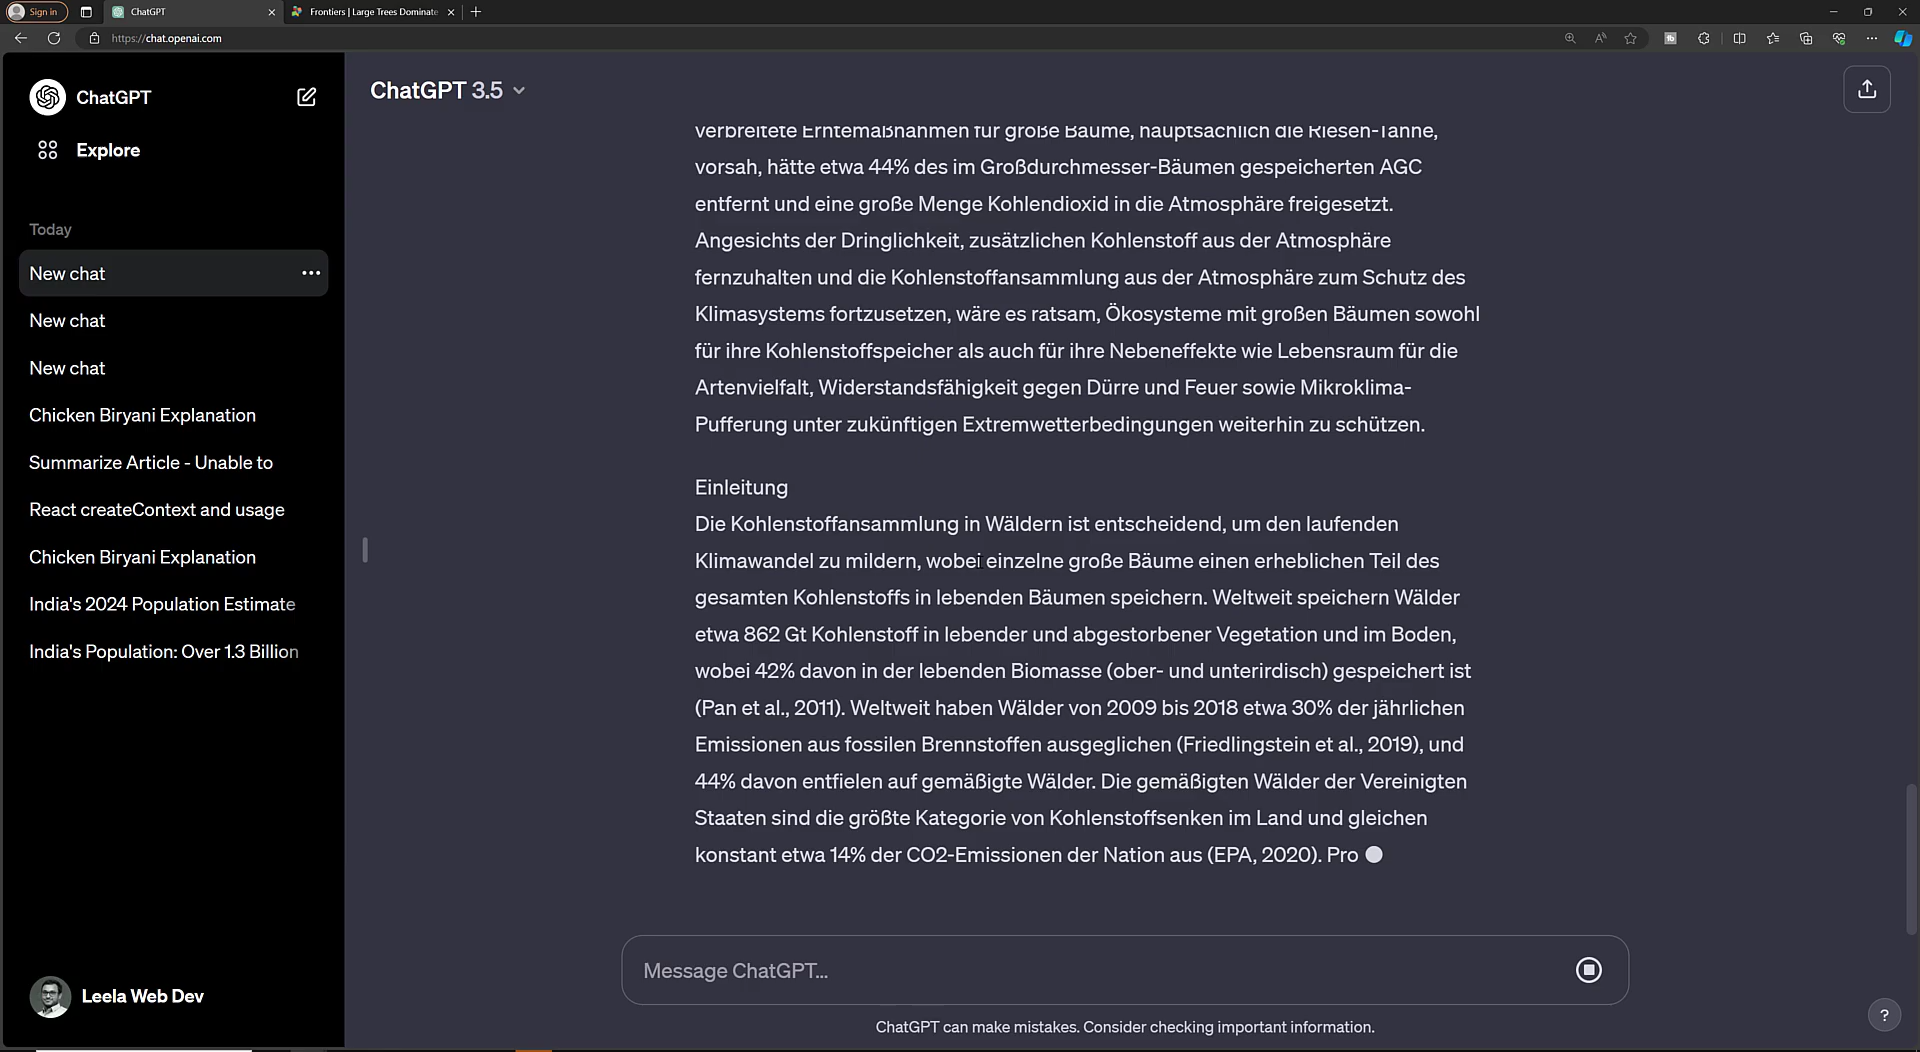 Sign in
ChatGPT
Frontiers | Large Trees Dominate
https://chat.openai.com
ChatGPT
Explore
Today
New chat
New chat
New chat
Chicken Biryani Explanation
Summarize Article - Unable to
React createContext and usage
Chicken Biryani Explanation
India's 2024 Population Estimate
India's Population: Over 1.3 Billion
Leela Web Dev
ChatGPT 3.5
verbreitete Erntemaßnahmen für große Bäume, hauptsächlich die Riesen-Tanne,
vorsah, hätte etwa 44% des im Großdurchmesser-Bäumen gespeicherten AGC
entfernt und eine große Menge Kohlendioxid in die Atmosphäre freigesetzt.
Angesichts der Dringlichkeit, zusätzlichen Kohlenstoff aus der Atmosphäre
fernzuhalten und die Kohlenstoffansammlung aus der Atmosphäre zum Schutz des
Klimasystems fortzusetzen, wäre es ratsam, Ökosysteme mit großen Bäumen sowohl
für ihre Kohlenstoffspeicher als auch für ihre Nebeneffekte wie Lebensraum für die
Artenvielfalt, Widerstandsfähigkeit gegen Dürre und Feuer sowie Mikroklima-
Pufferung unter zukünftigen Extremwetterbedingungen weiterhin zu schützen.
Einleitung
Die Kohlenstoffansammlung in Wäldern ist entscheidend, um den laufenden
Klimawandel zu mildern, wobei einzelne große Bäume einen erheblichen Teil des
gesamten Kohlenstoffs in lebenden Bäumen speichern. Weltweit speichern Wälder
etwa 862 Gt Kohlenstoff in lebender und abgestorbener Vegetation und im Boden,
wobei 42% davon in der lebenden Biomasse (ober- und unterirdisch) gespeichert ist
(Pan et al., 2011). Weltweit haben Wälder von 2009 bis 2018 etwa 30% der jährlichen
Emissionen aus fossilen Brennstoffen ausgeglichen (Friedlingstein et al., 2019), und
44% davon entfielen auf gemäßigte Wälder. Die gemäßigten Wälder der Vereinigten
Staaten sind die größte Kategorie von Kohlenstoffsenken im Land und gleichen
konstant etwa 14% der CO2-Emissionen der Nation aus (EPA, 2020). Pro
Message ChatGPT...
ChatGPT can make mistakes. Consider checking important information.
?